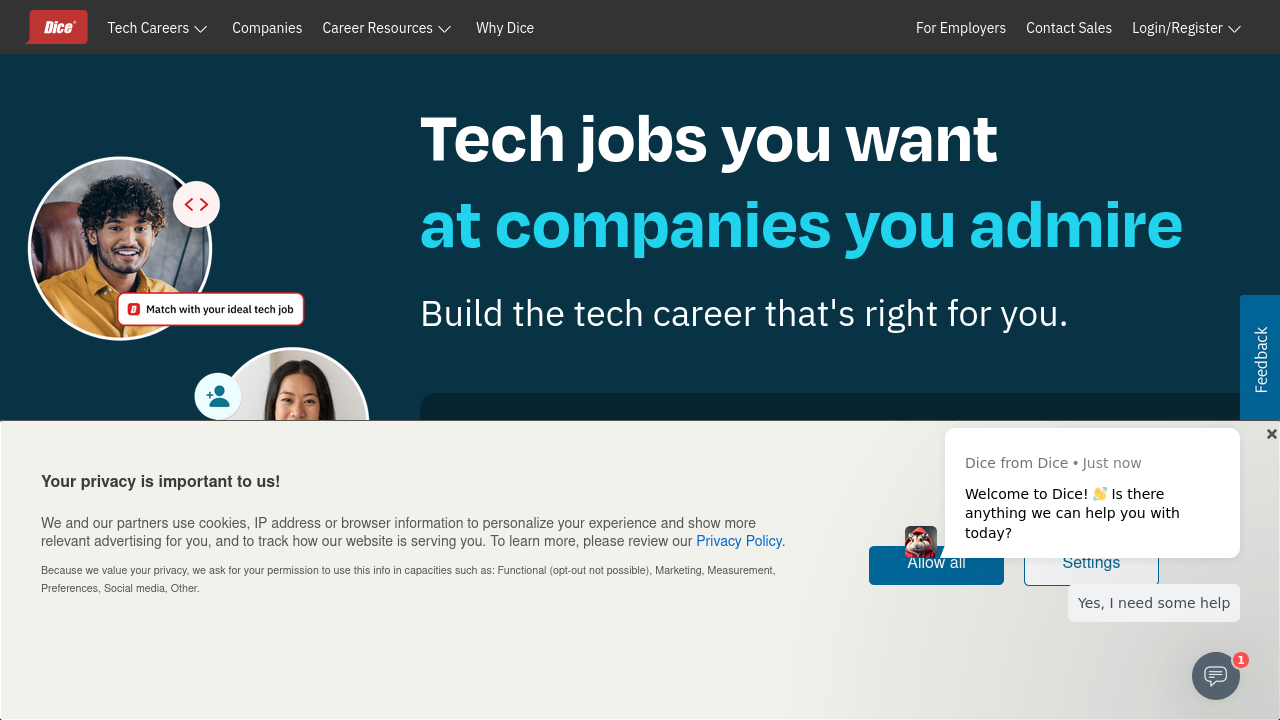 Dice
Tech Careers
Companies
Career Resources
Why Dice
For Employers
Contact Sales
Login/Register
Tech jobs you want
at companies you admire
Build the tech career that's right for you.
Match with your ideal tech job
Feedback
Your privacy is important to us!
We and our partners use cookies, IP address or browser information to personalize your experience and show more
relevant advertising for you, and to track how our website is serving you. To learn more, please review our Privacy Policy.
Because we value your privacy, we ask for your permission to use this info in capacities such as: Functional (opt-out not possible), Marketing, Measurement,
Preferences, Social media, Other.
Dice from Dice • Just now
Welcome to Dice! 👋 Is there
anything we can help you with
today?
Allow all
Settings
Yes, I need some help
1